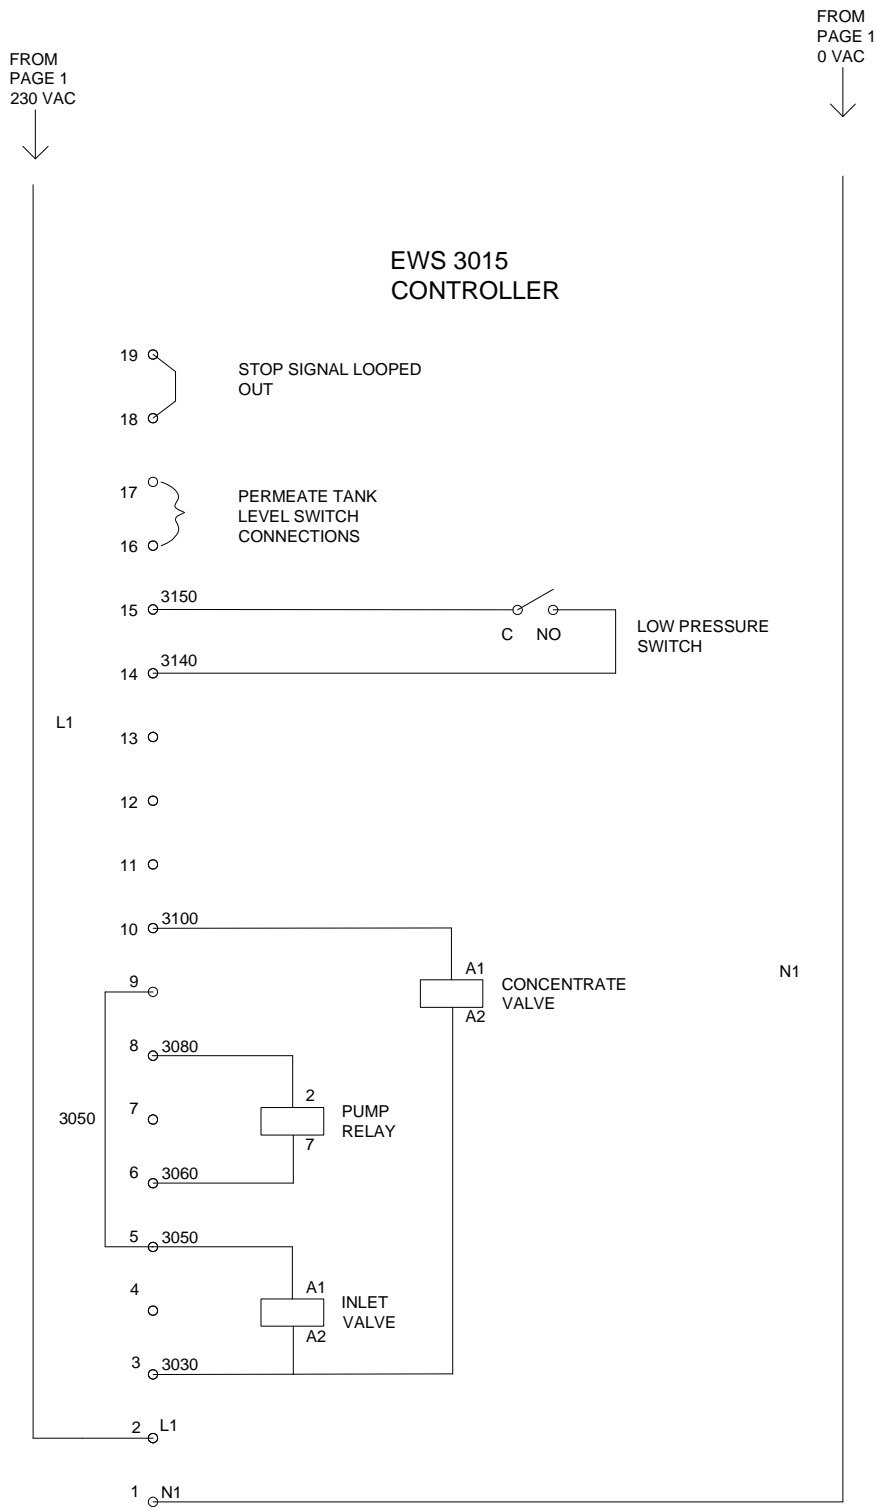 FROM
PAGE 1
0 VAC
FROM
PAGE 1
230 VAC
EWS 3015
CONTROLLER
19
STOP SIGNAL LOOPED
OUT
18
17
PERMEATE TANK
LEVEL SWITCH
CONNECTIONS
16
15 3150
C NO
LOW PRESSURE
SWITCH
14 3140
L1
13
12
11
10 3100
A1
N1
9
CONCENTRATE
VALVE
A2
8 3080
2
7
3050
PUMP
RELAY
7
6 3060
5 3050
4
A1
INLET
VALVE
A2
3 3030
2 L1
1 N1